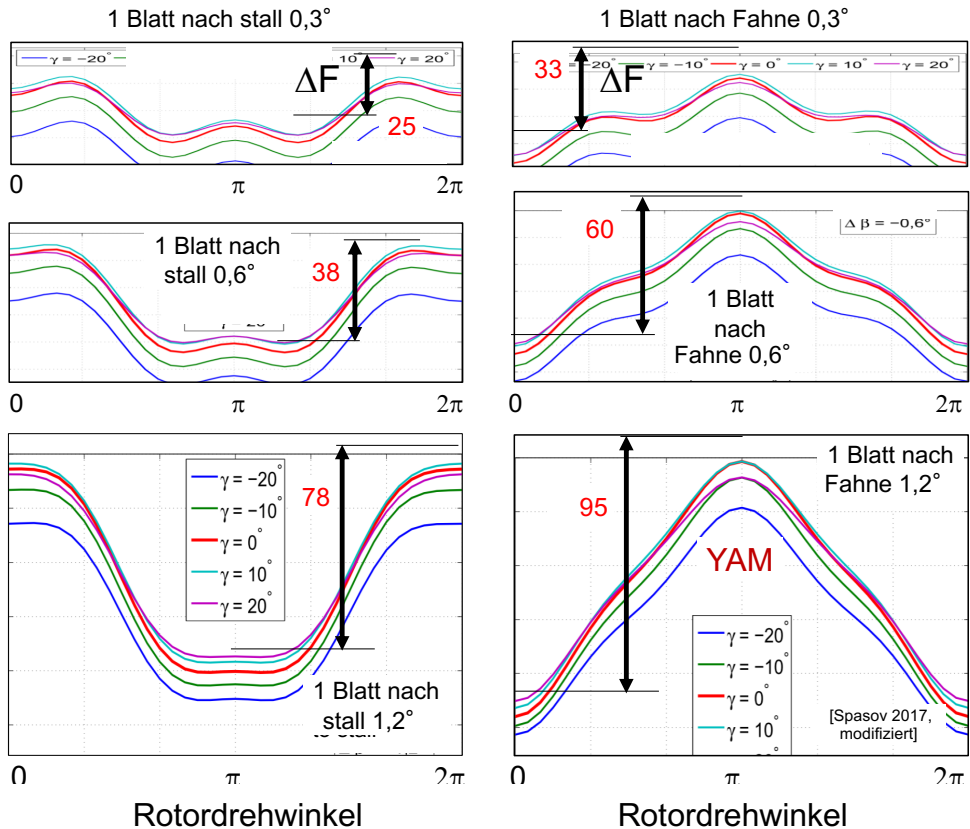 1 Blatt nach stall 0,3°
1 Blatt nach Fahne 0,3°
γ = −20°
10°
γ = 20°
ΔF
25
0
π
2π
−20°
γ = −10°
γ = 0°
γ = 10°
γ = 20°
33
ΔF
0
π
2π
1 Blatt nach
stall 0,6°
38
0
π
2π
60
Δ β = −0,6°
1 Blatt
nach
Fahne 0,6°
0
π
2π
78
γ = −20°
γ = −10°
γ = 0°
γ = 10°
γ = 20°
1 Blatt nach
stall 1,2°
to stall
0
π
2π
Rotordrehwinkel
1 Blatt nach
Fahne 1,2°
95
YAM
γ = −20°
γ = −10°
γ = 0°
γ = 10°
[Spasov 2017,
modifiziert]
0
π
2π
Rotordrehwinkel